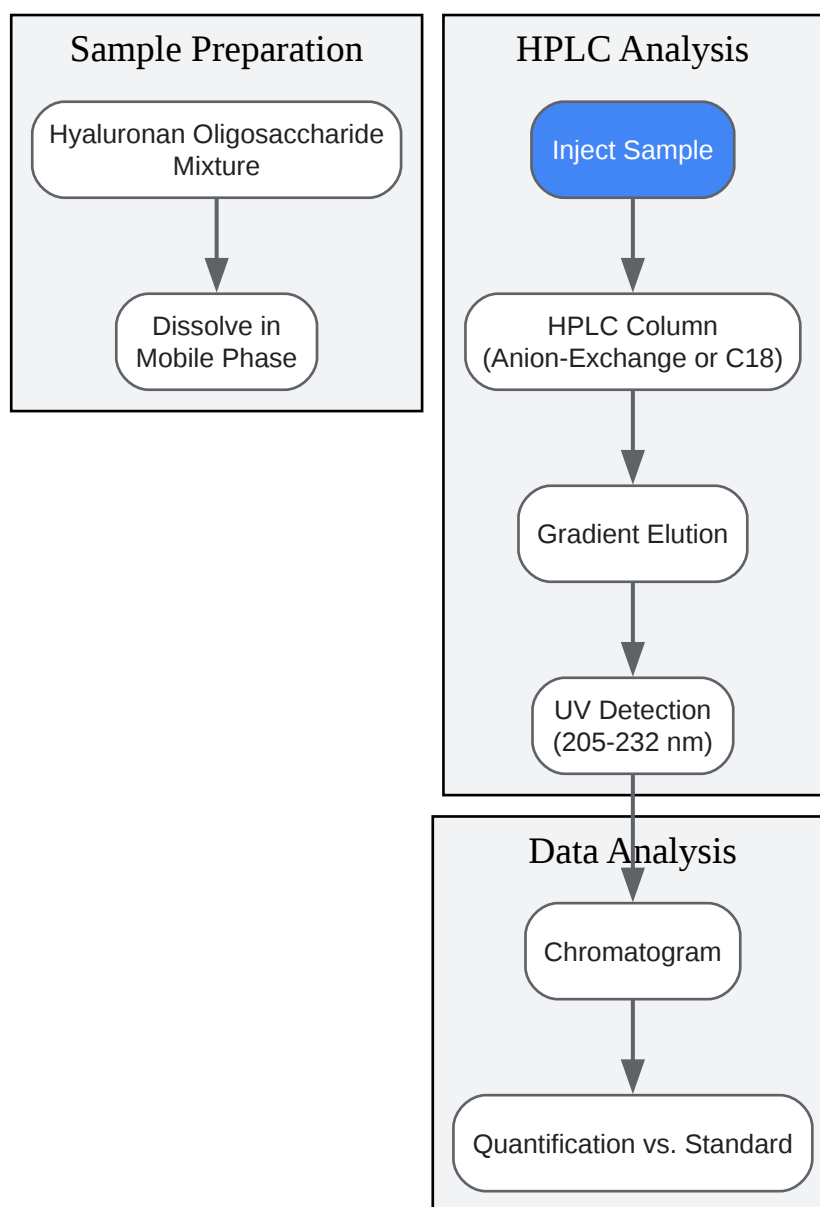 Sample Preparation
Hyaluronan Oligosaccharide
Mixture
Dissolve in
Mobile Phase
HPLC Analysis
Inject Sample
HPLC Column
(Anion-Exchange or C18)
Gradient Elution
UV Detection
(205-232 nm)
Data Analysis
Chromatogram
Quantification vs. Standard